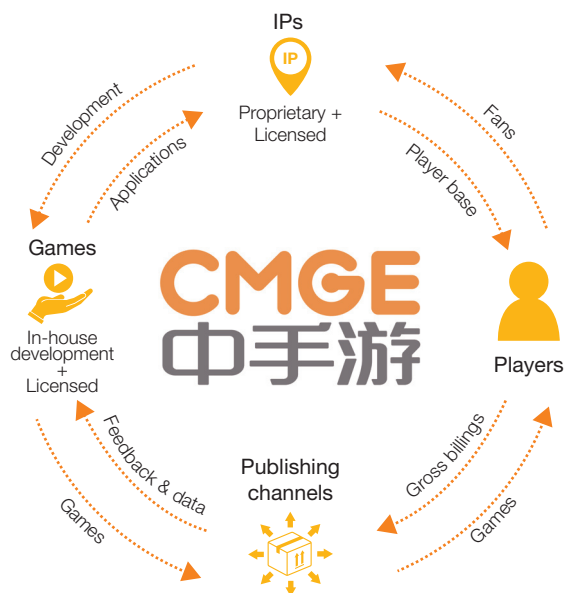 IPs
IP
Proprietary +
Licensed
Development
Applications
Fans
Player base
Games
In-house
development
+
Licensed
CMGE
中手游
Players
Feedback & data
Games
Publishing
channels
Gross billings
Games